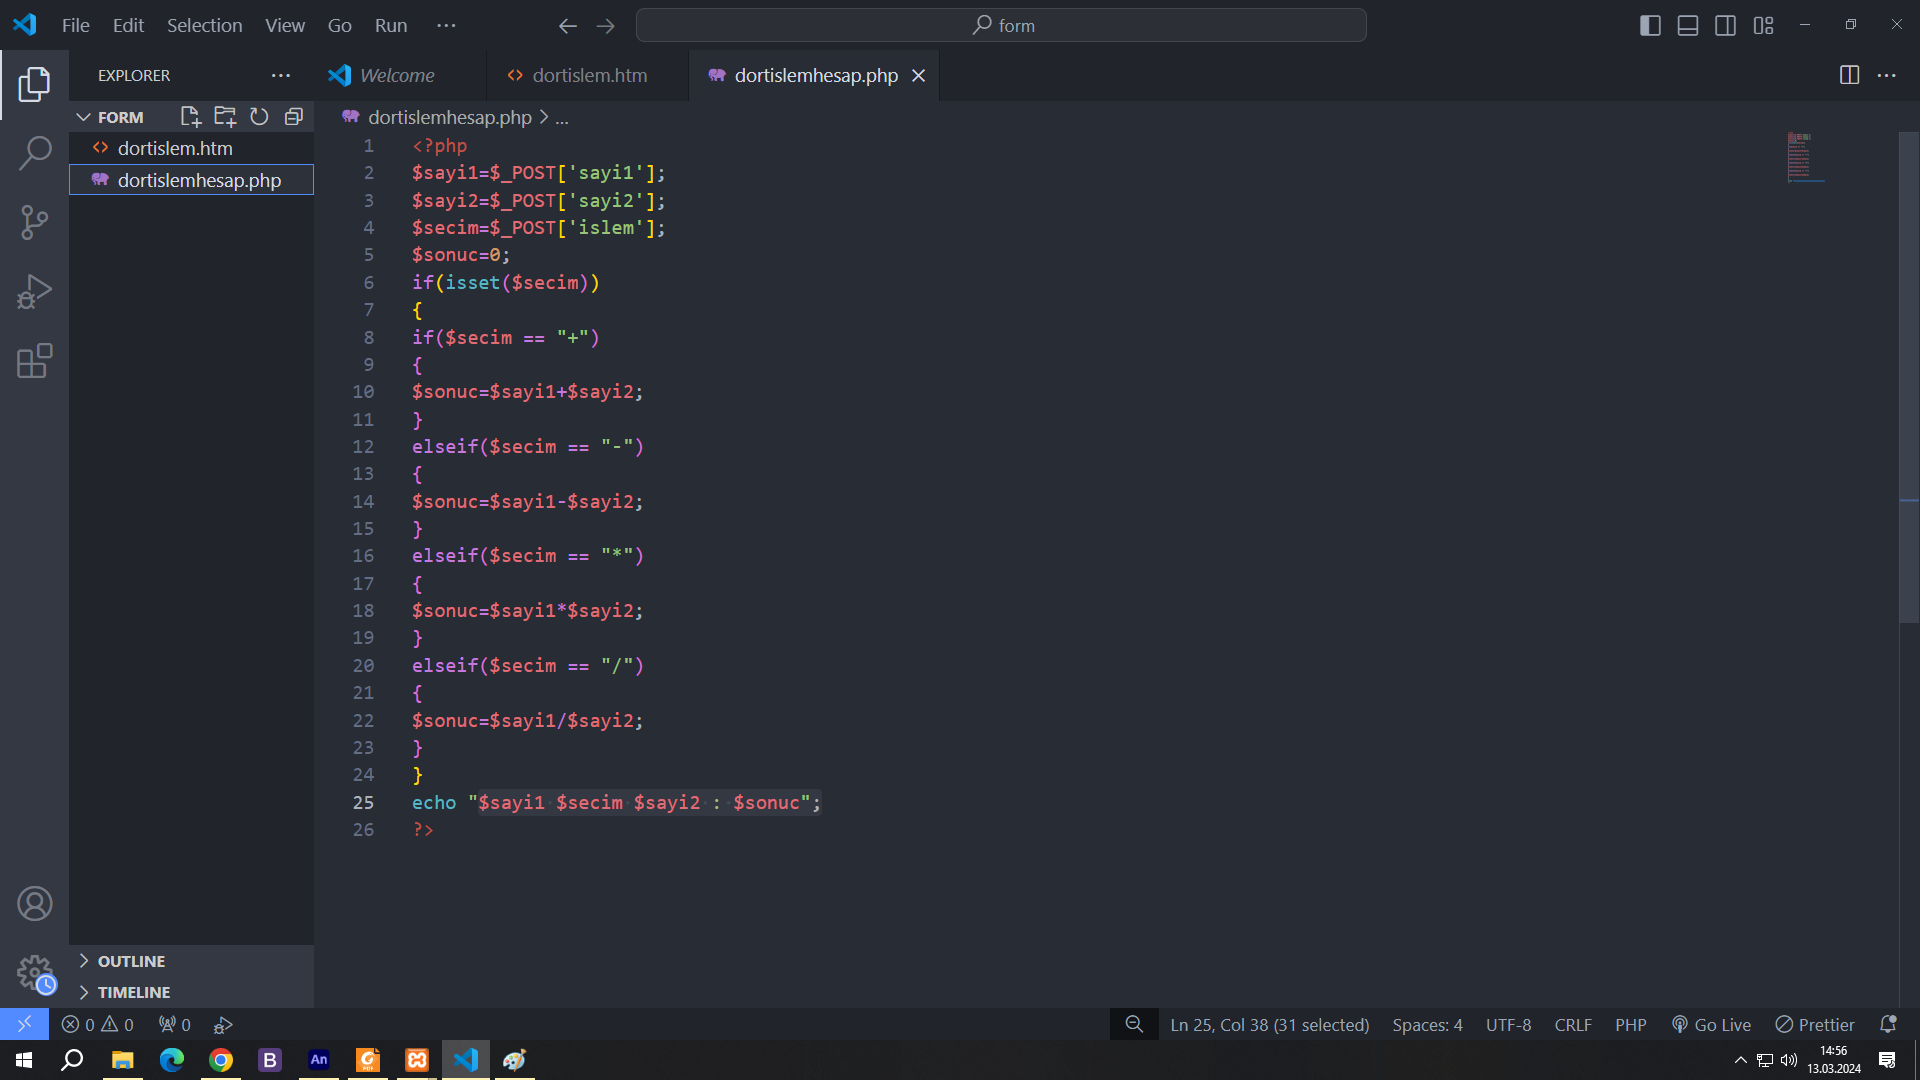 File Edit Selection View Go Run ··· form
EXPLORER ··· Welcome dortislem.htm dortislemhesap.php
FORM
dortislem.htm
dortislemhesap.php
dortislemhesap.php > ...
1 <?php
2 $sayi1=$_POST['sayi1'];
3 $sayi2=$_POST['sayi2'];
4 $secim=$_POST['islem'];
5 $sonuc=0;
6 if(isset($secim))
7 {
8 if($secim == "+")
9 {
10 $sonuc=$sayi1+$sayi2;
11 }
12 elseif($secim == "-")
13 {
14 $sonuc=$sayi1-$sayi2;
15 }
16 elseif($secim == "*")
17 {
18 $sonuc=$sayi1*$sayi2;
19 }
20 elseif($secim == "/")
21 {
22 $sonuc=$sayi1/$sayi2;
23 }
24 }
25 echo "$sayi1 $secim $sayi2 : $sonuc";
26 ?>
OUTLINE
TIMELINE
0 0 0 Ln 25, Col 38 (31 selected) Spaces: 4 UTF-8 CRLF PHP Go Live Prettier
B An PDF
14:56
13.03.2024